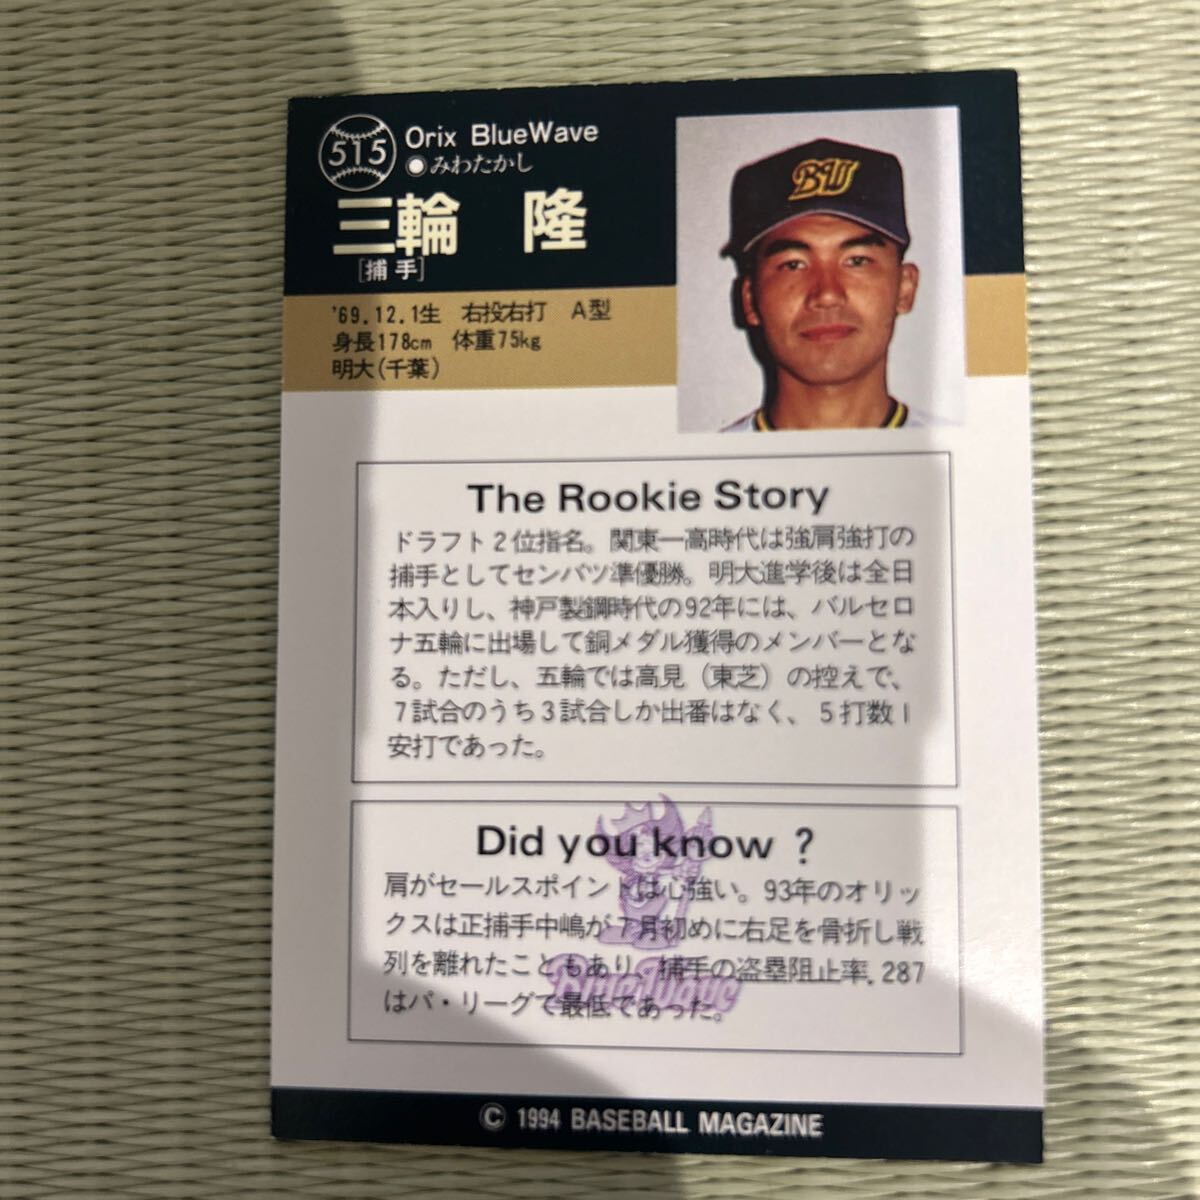 515
Orix BlueWave
●みわたかし
三輪 隆
[捕手]
BW
'69.12.1生 右投右打 A型
身長178cm 体重75kg
明大(千葉)
The Rookie Story
ドラフト2位指名。関東一高時代は強肩強打の
捕手としてセンバツ準優勝。明大進学後は全日
本入りし、神戸製鋼時代の92年には、バルセロ
ナ五輪に出場して銅メダル獲得のメンバーとな
る。ただし、五輪では高見（東芝）の控えで、
7試合のうち3試合しか出番はなく、5打数1
安打であった。
Did you know ?
肩がセールスポイントは心強い。93年のオリッ
クスは正捕手中嶋が7月初めに右足を骨折し戦
列を離れたこともあり、捕手の盗塁阻止率.287
はパ・リーグで最低であった。
BlueWave
© 1994 BASEBALL MAGAZINE